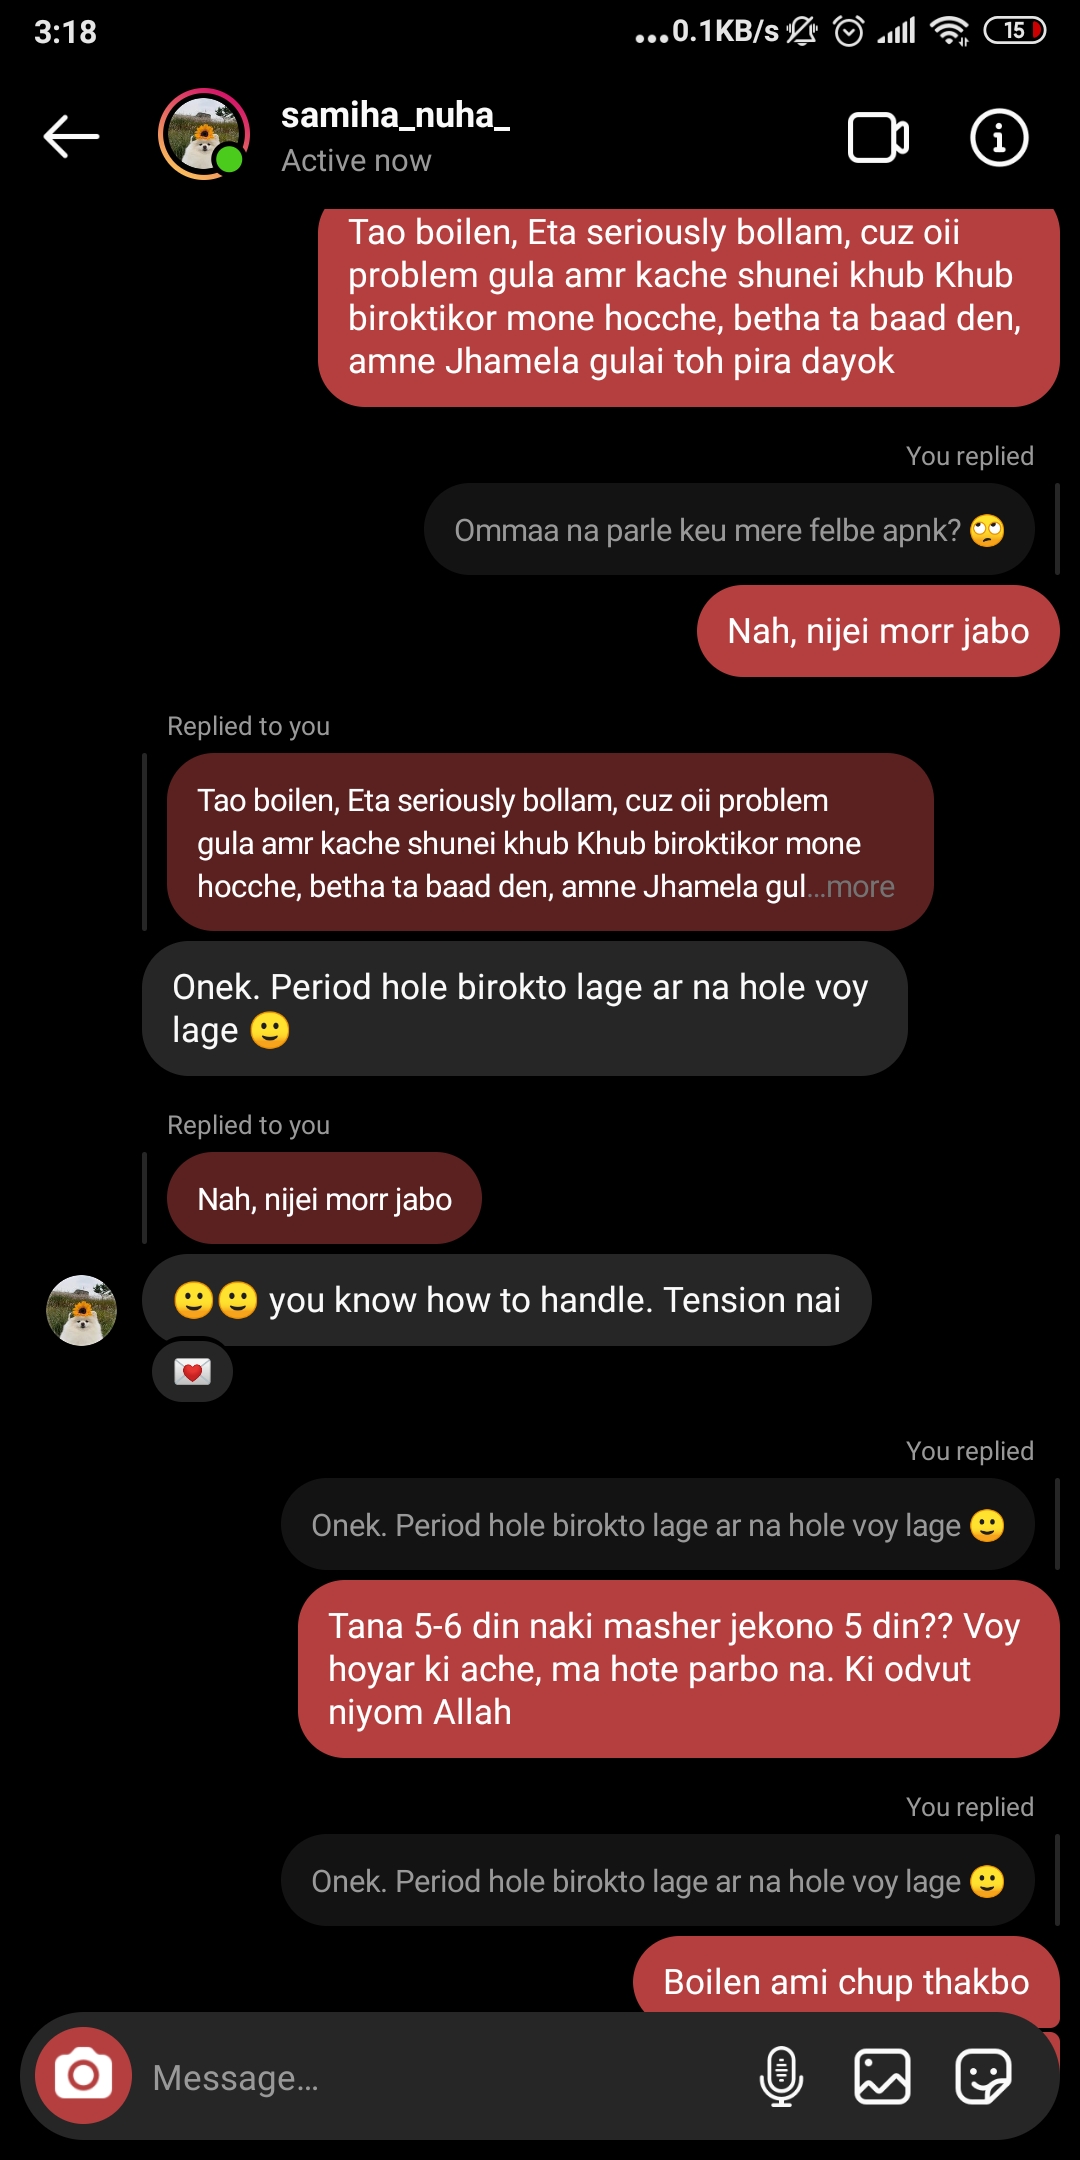 3:18
...0.1KB/s
15
samiha_nuha_
Active now
Tao boilen, Eta seriously bollam, cuz oii
problem gula amr kache shunei khub Khub
biroktikor mone hocche, betha ta baad den,
amne Jhamela gulai toh pira dayok
You replied
Ommaa na parle keu mere felbe apnk? 🙄
Nah, nijei morr jabo
Replied to you
Tao boilen, Eta seriously bollam, cuz oii problem
gula amr kache shunei khub Khub biroktikor mone
hocche, betha ta baad den, amne Jhamela gul...more
Onek. Period hole birokto lage ar na hole voy
lage 🙂
Replied to you
Nah, nijei morr jabo
🙂🙂 you know how to handle. Tension nai
💌
You replied
Onek. Period hole birokto lage ar na hole voy lage 🙂
Tana 5-6 din naki masher jekono 5 din?? Voy
hoyar ki ache, ma hote parbo na. Ki odvut
niyom Allah
You replied
Onek. Period hole birokto lage ar na hole voy lage 🙂
Boilen ami chup thakbo
Message...